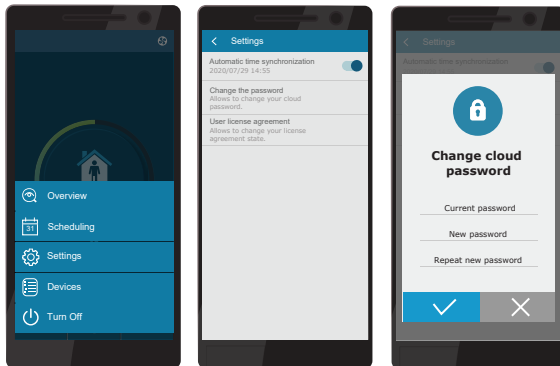 Overview
31
Scheduling
Settings
Devices
Turn Off
Settings
Automatic time synchronization
2020/07/29 14:55
Change the password
Allows to change your cloud
password.
User license agreement
Allows to change your license
agreement state.
Settings
Automatic time synchronization
Change cloud
password
Current password
New password
Repeat new password